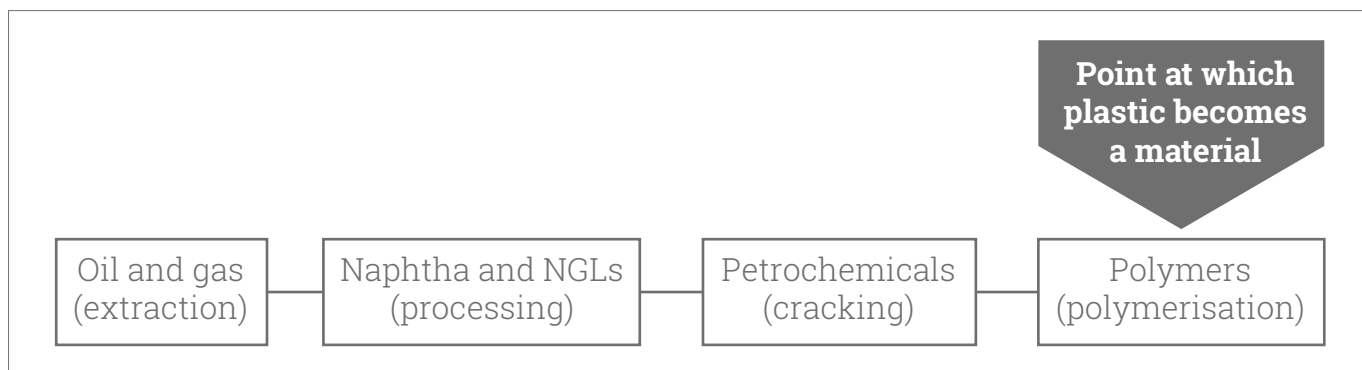 Point at which
plastic becomes
a material
Oil and gas
(extraction)
Naphtha and NGLs
(processing)
Petrochemicals
(cracking)
Polymers
(polymerisation)